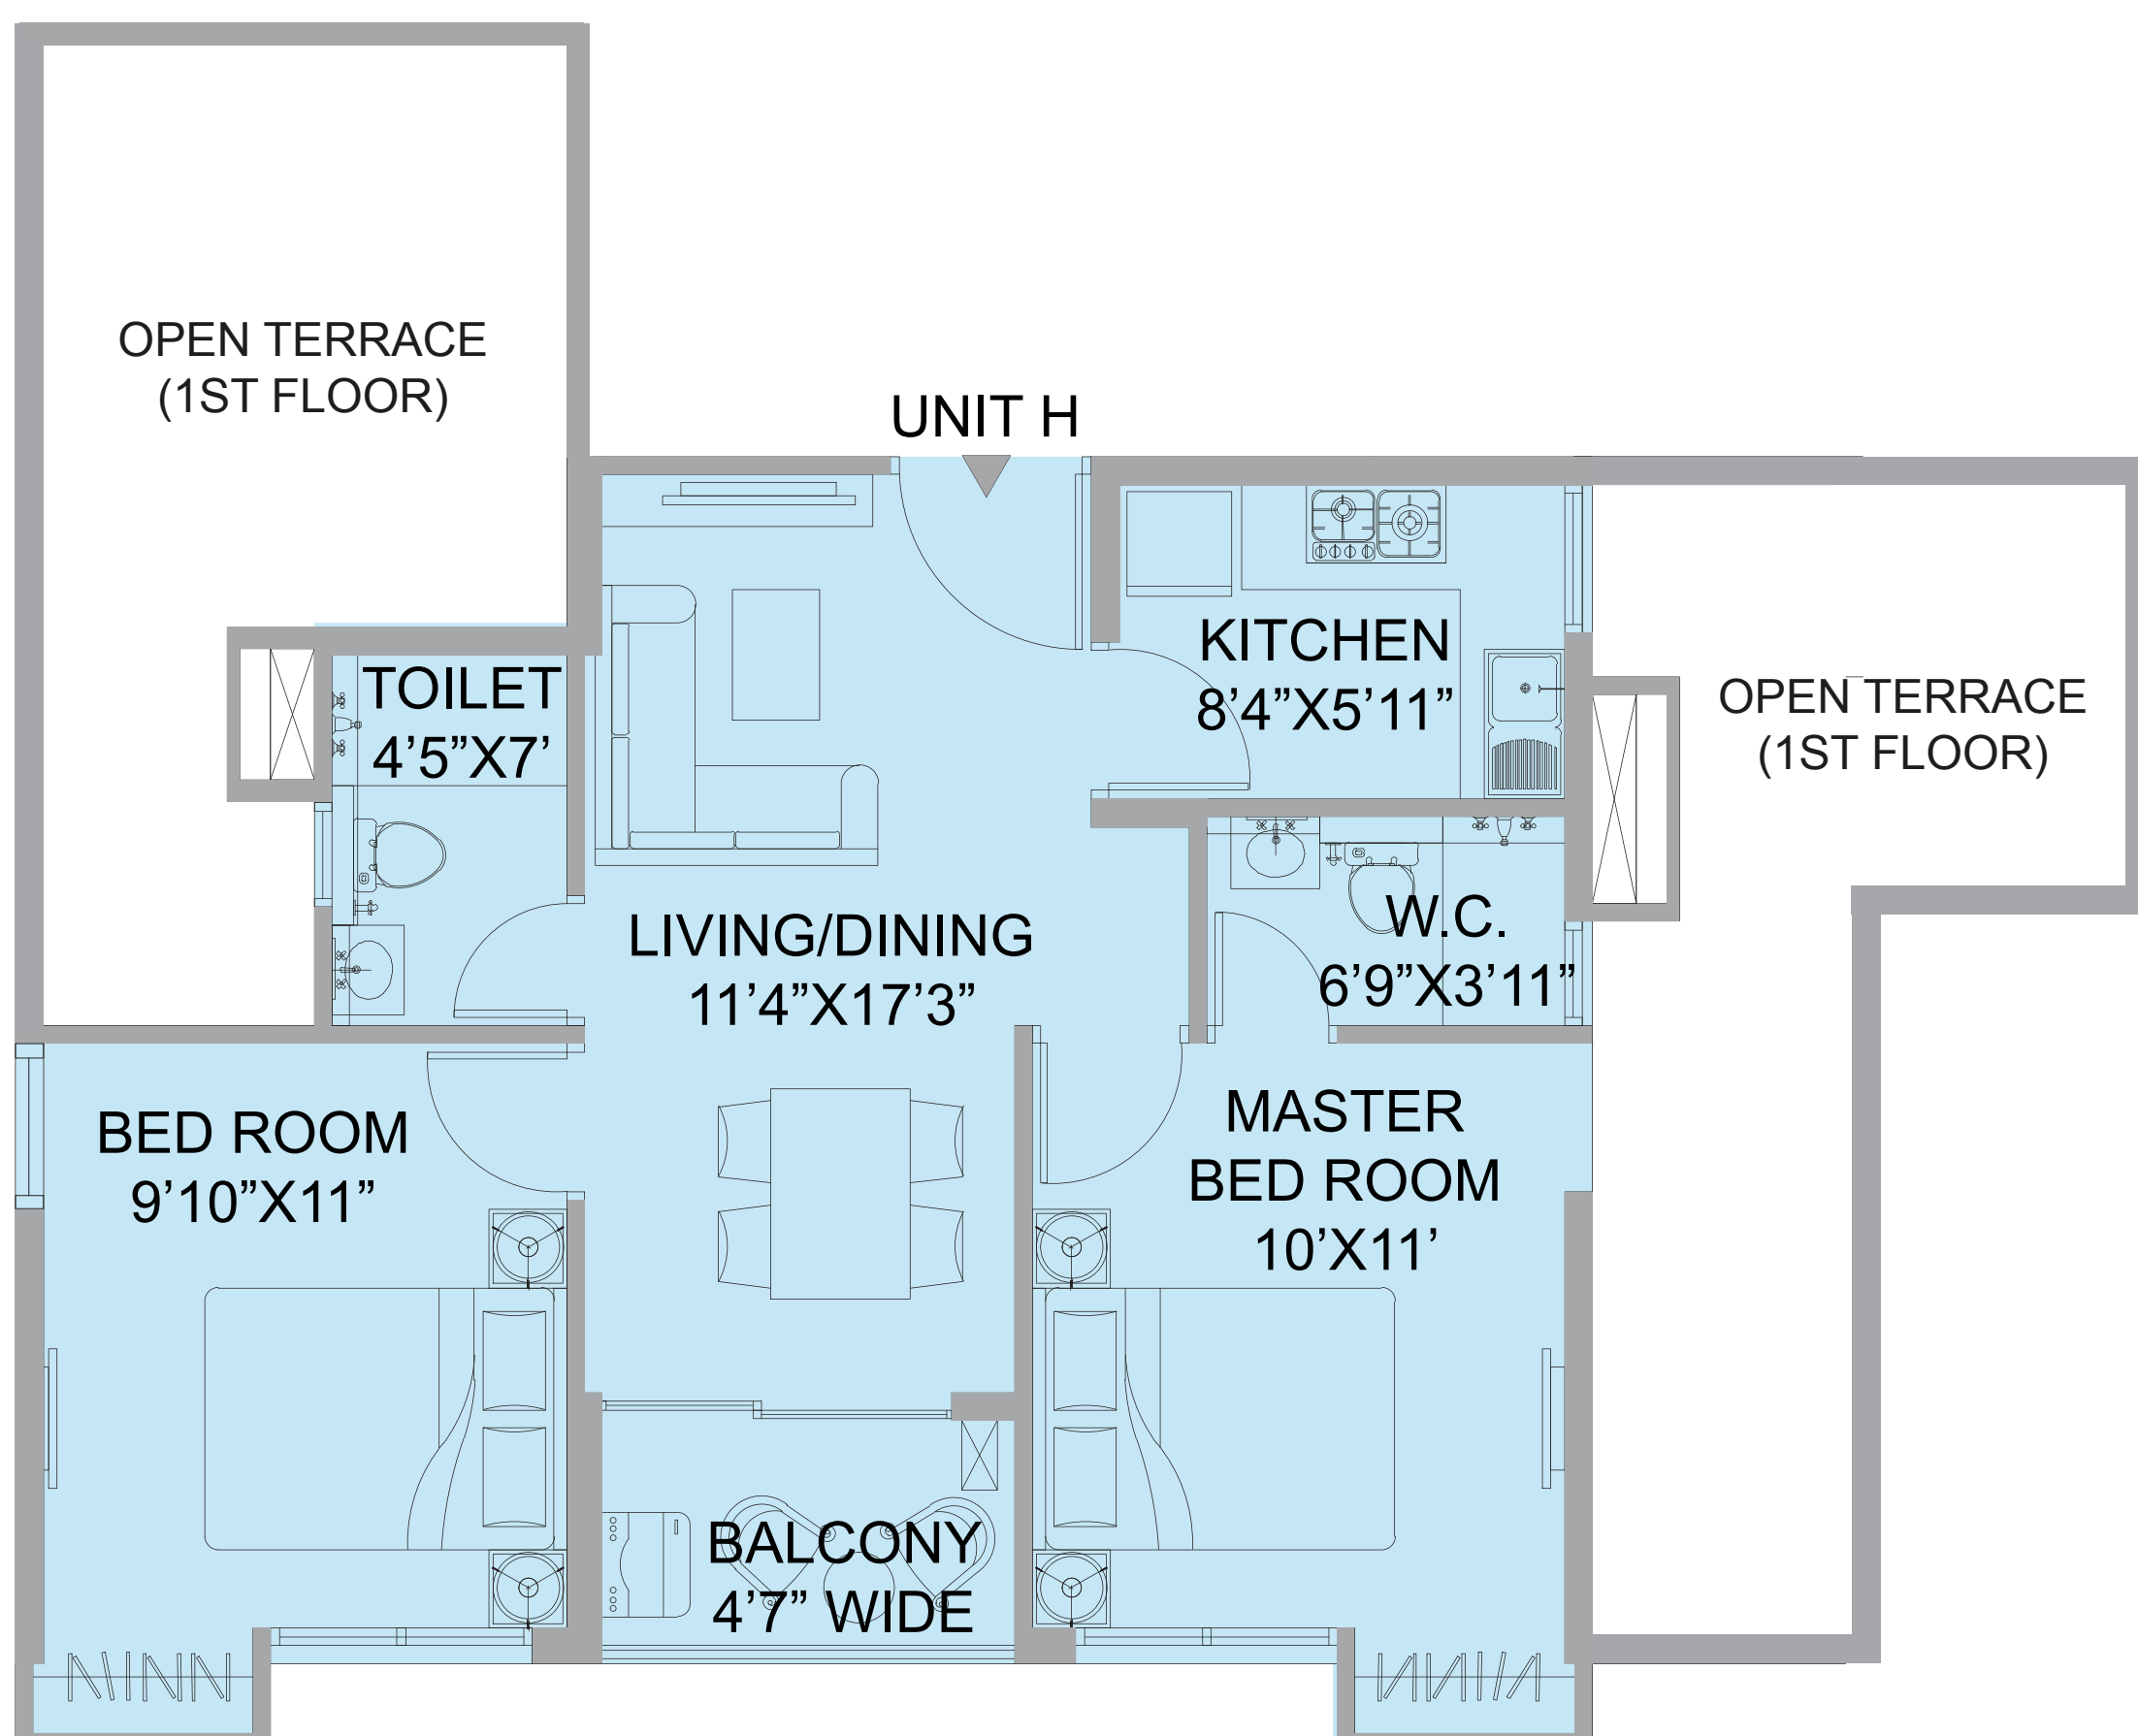 OPEN TERRACE
(1ST FLOOR)
UNIT H
KITCHEN
8’4”X5’11”
TOILET
4’5”X7’
OPEN TERRACE
(1ST FLOOR)
LIVING/DINING
11’4”X17’3”
W.C.
6’9”X3’11”
BED ROOM
9’10”X11”
MASTER
BED ROOM
10’X11’
BALCONY
4’7” WIDE